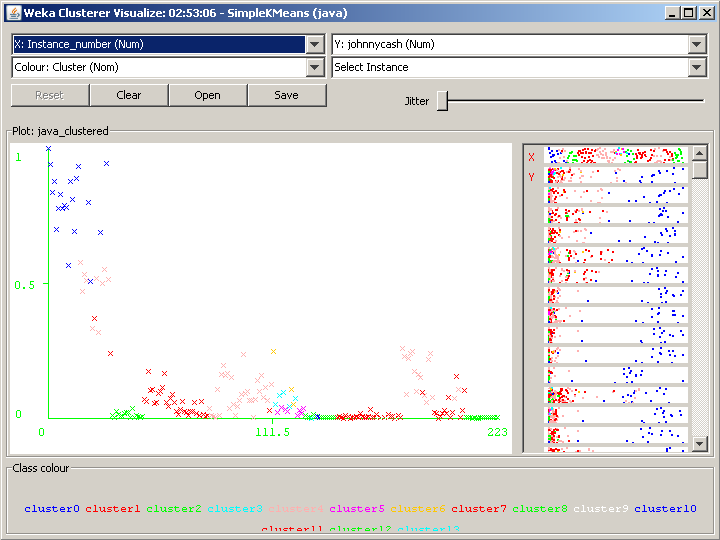 Weka Clusterer Visualize: 02:53:06 - SimpleKMeans (java)
X: Instance_number (Num)
Y: johnnycash (Num)
Colour: Cluster (Nom)
Select Instance
Reset
Clear
Open
Save
Jitter
Plot: java_clustered
1
0.5
0
0
111.5
223
X
Y
Class colour
cluster0 cluster1 cluster2 cluster3 cluster4 cluster5 cluster6 cluster7 cluster8 cluster9 cluster10
cluster11 cluster12 cluster13